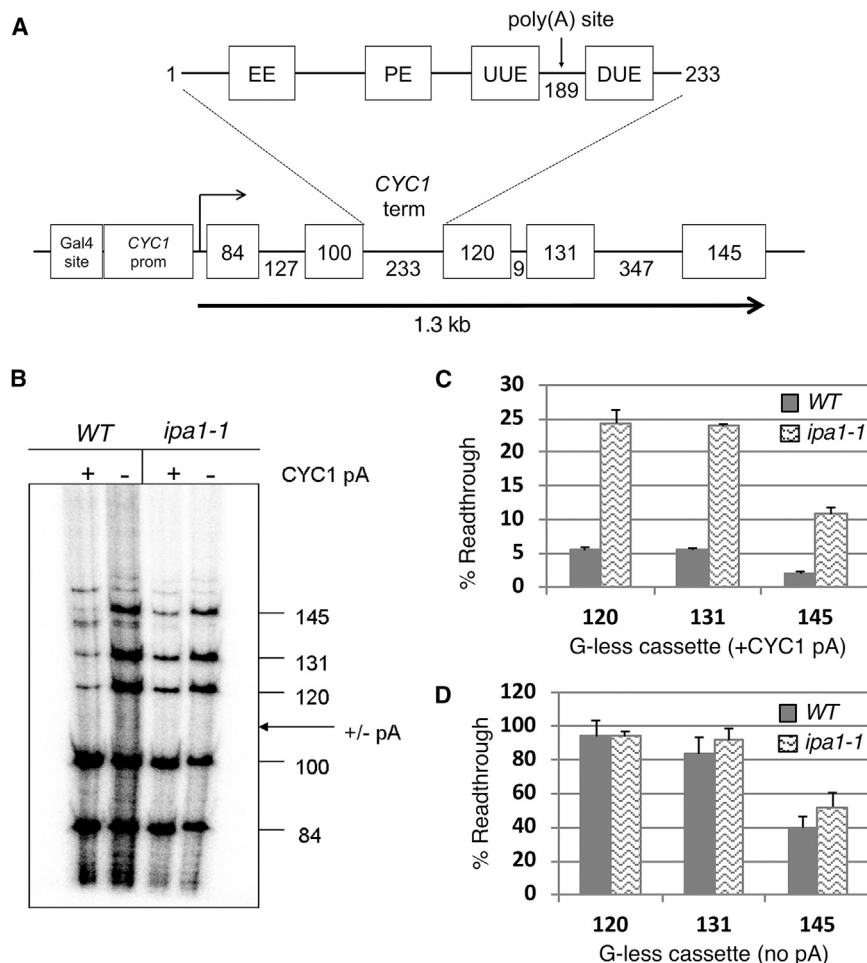 A
poly(A) site
1 EE PE UUE DUE 233
189
CYC1
term
Gal4
site
CYC1
prom
84 100 120 131 145
127 233 9 347
1.3 kb
B
WT ipa1-1
+ - + - CYC1 pA
145
131
120
+/- pA
100
84
C
% Readthrough
30
25
20
15
10
5
0
WT
ipa1-1
120 131 145
G-less cassette (+CYC1 pA)
D
% Readthrough
120
100
80
60
40
20
0
WT
ipa1-1
120 131 145
G-less cassette (no pA)